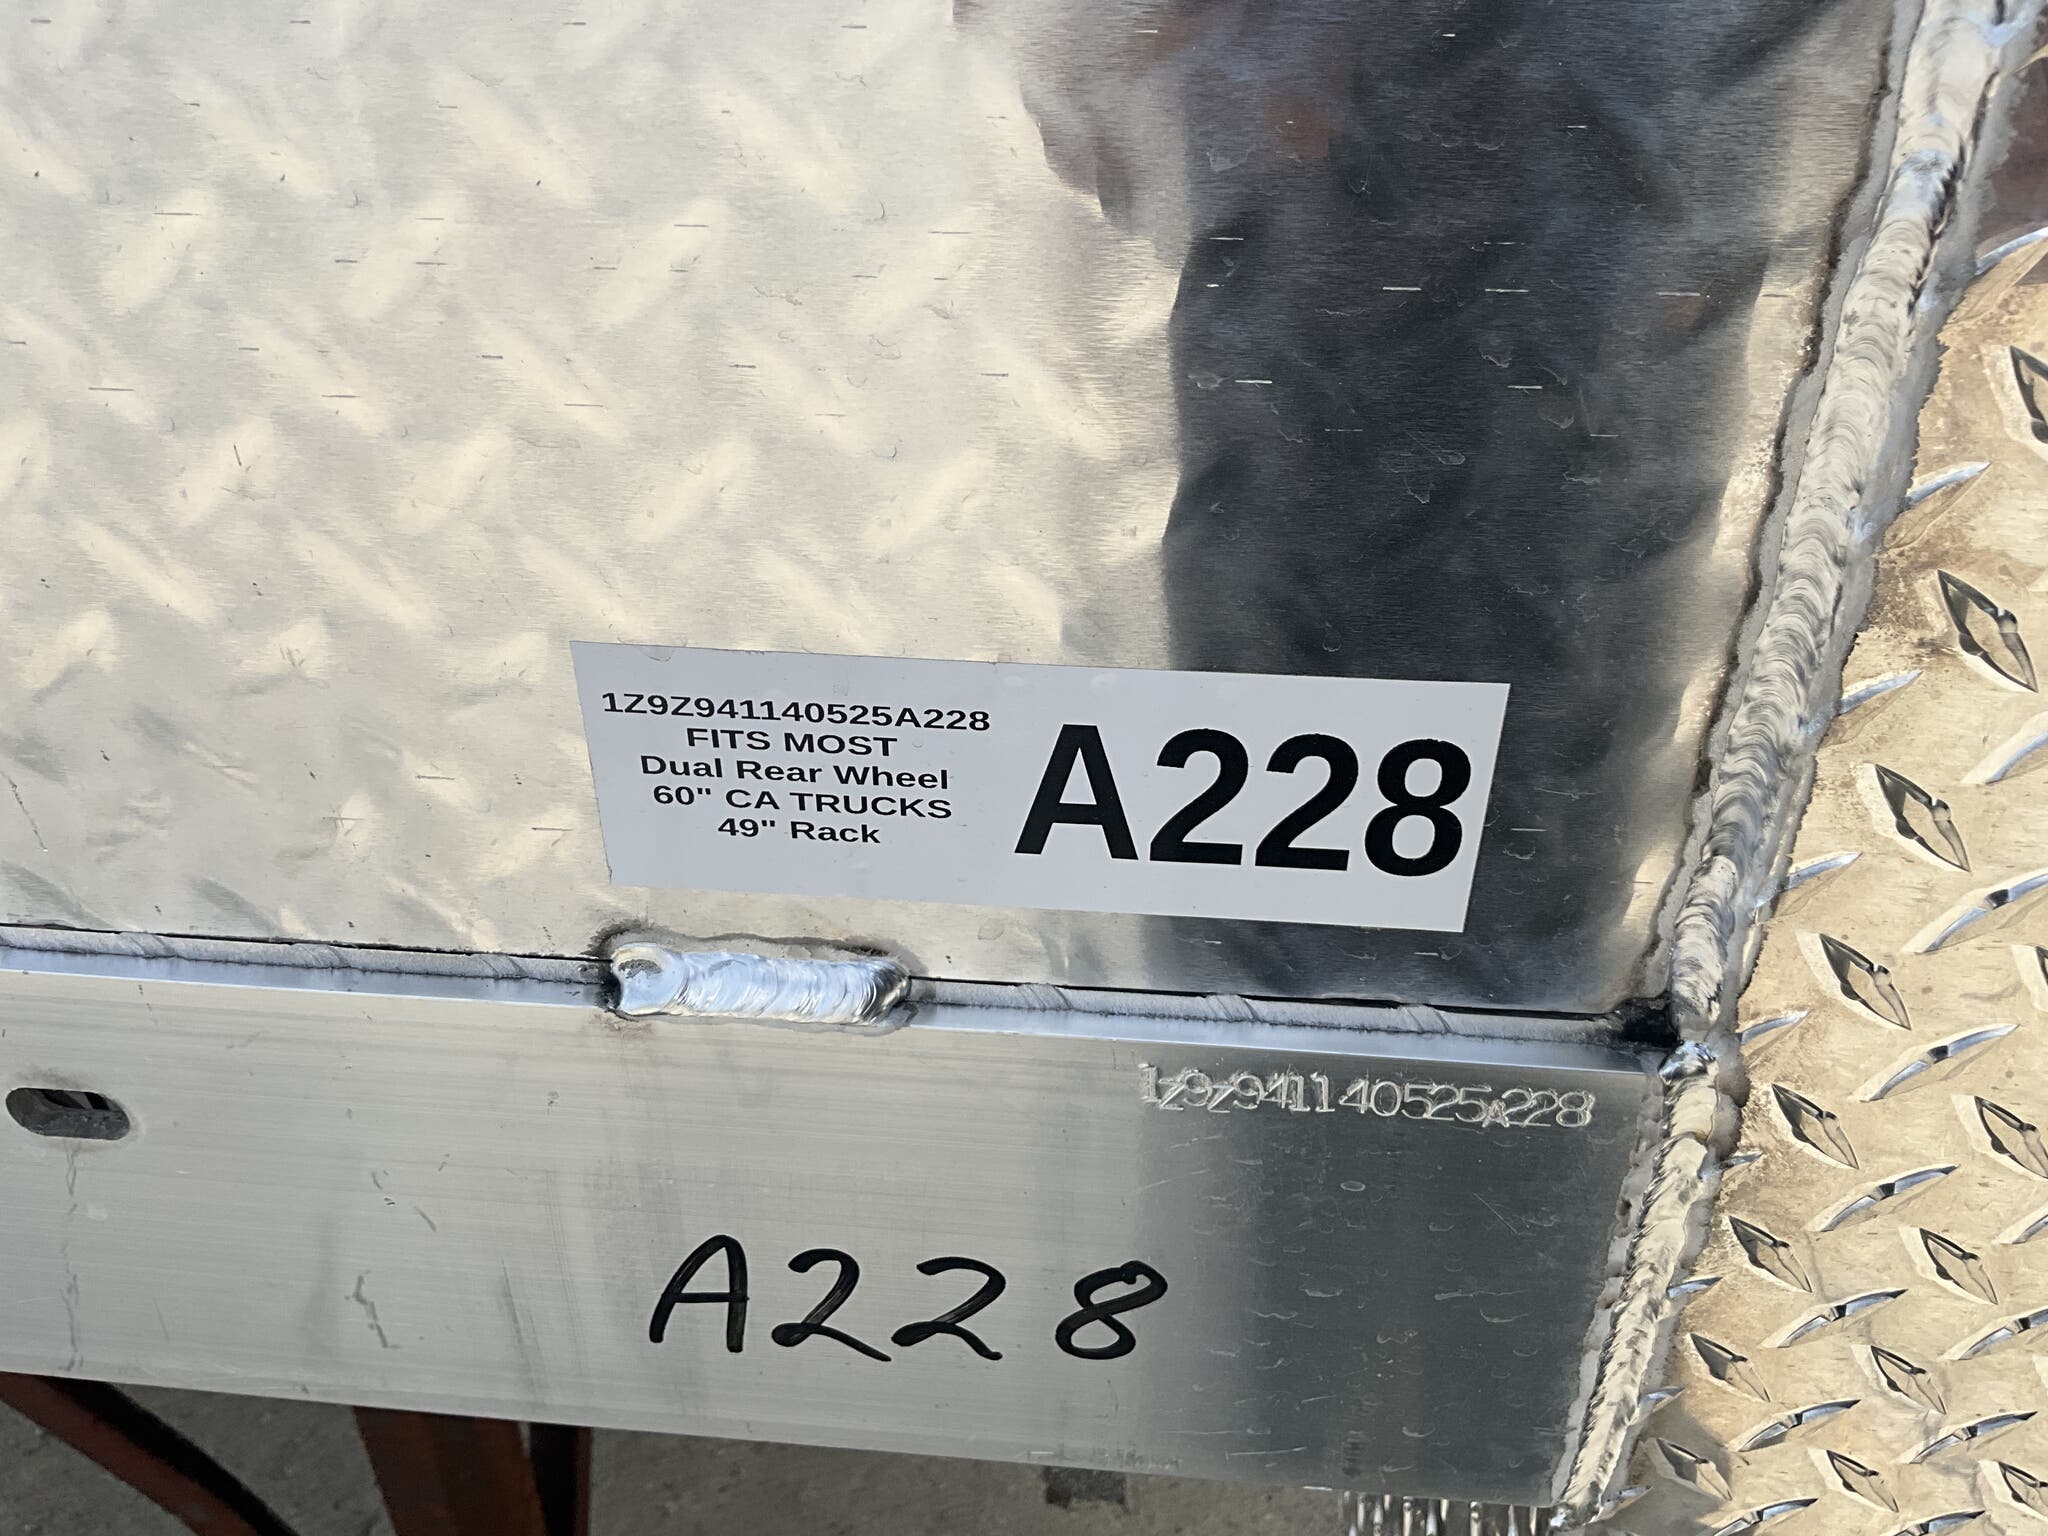 1Z9Z941140525A228
FITS MOST
Dual Rear Wheel
60" CA TRUCKS
49" Rack
A228
1Z9Z941140525A228
A228